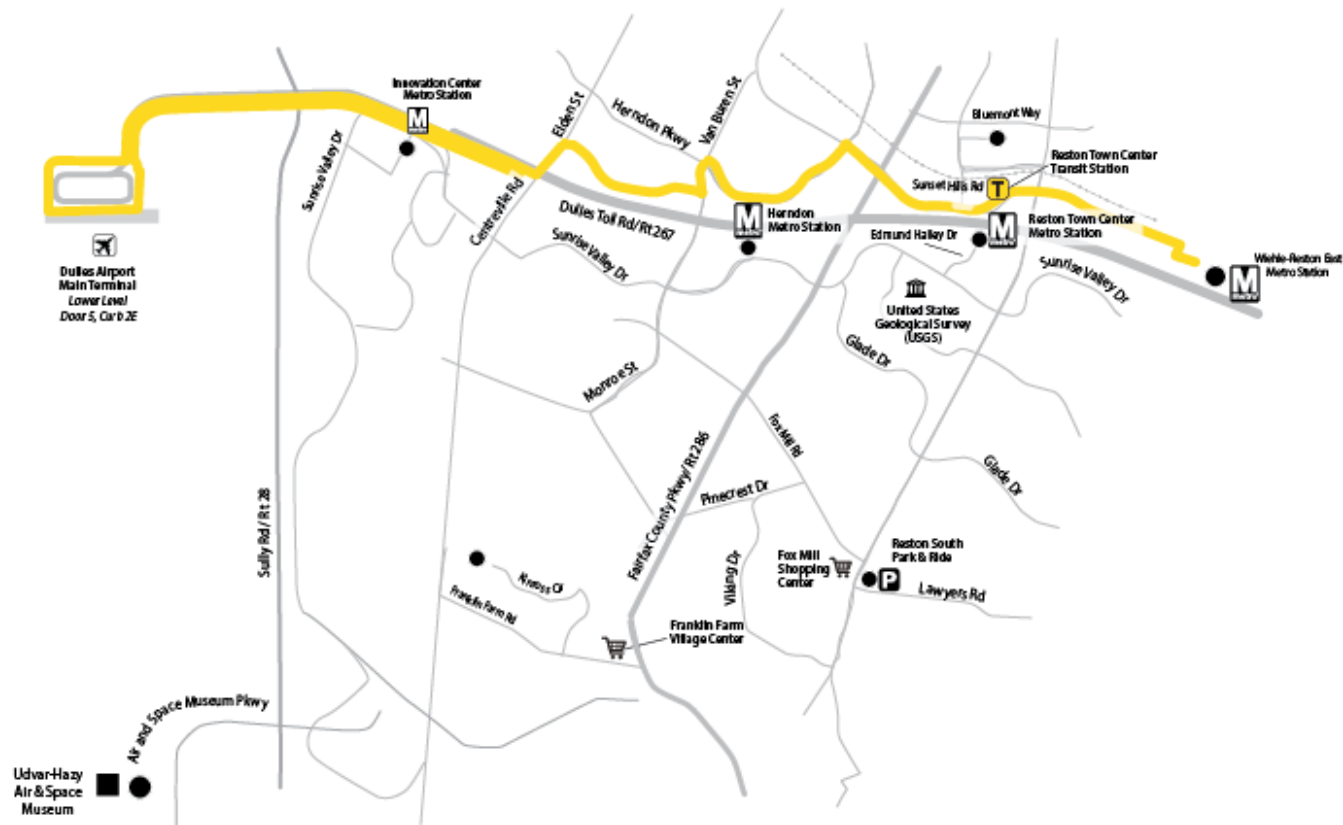 Innovation Center
Metro Station
M
Elden St
Herndon Pkwy
Van Buren St
Bluemont Way
Reston Town Center
Transit Station
Sunrise Valley Dr
Sunset Hills Rd
T
Centreville Rd
Dulles Toll Rd/Rt 267
M
Herndon
Metro Station
Edmund Halley Dr
M
Reston Town Center
Metro Station
Sunrise Valley Dr
Sunrise Valley Dr
Wiehle-Reston East
Metro Station
M
Dulles Airport
Main Terminal
Lower Level
Door 5, Curb 2E
United States
Geological Survey
(USGS)
Glade Dr
Monroe St
Fox Mill Rd
Glade Dr
Sully Rd/ Rt 28
Fairfax County Pkwy/ Rt 286
Pinecrest Dr
Viking Dr
Fox Mill
Shopping
Center
Reston South
Park & Ride
P
Lawyers Rd
Franklin Farm Rd
Franklin Farm
Village Center
Air and Space Museum Pkwy
Udvar-Hazy
Air & Space
Museum